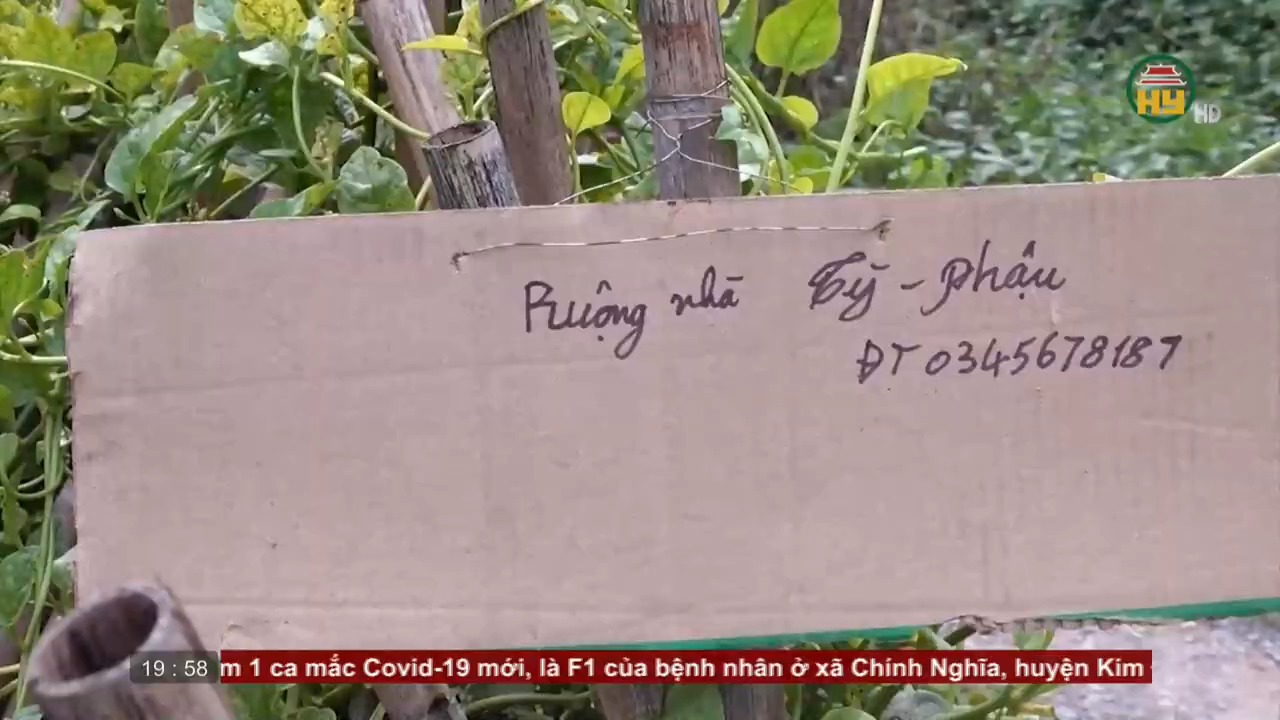 HY HD
Ruộng nhà Tý - Phậu
ĐT 0345678187
19 : 58
m 1 ca mắc Covid-19 mới, là F1 của bệnh nhân ở xã Chính Nghĩa, huyện Kim